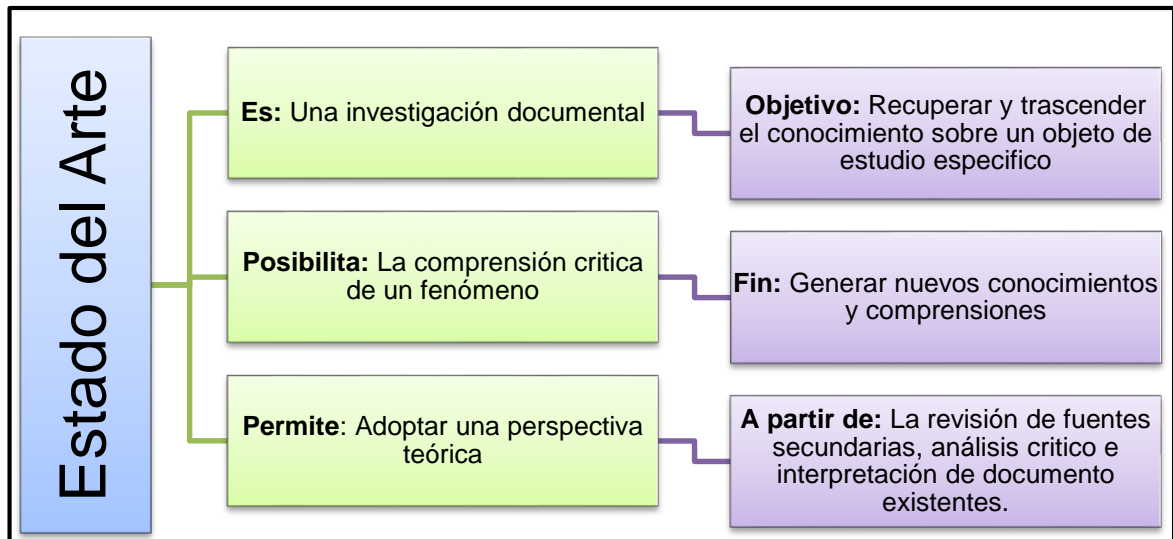 Estado del Arte
Es: Una investigación documental
Objetivo: Recuperar y trascender
el conocimiento sobre un objeto de
estudio especifico
Posibilita: La comprensión critica
de un fenómeno
Fin: Generar nuevos conocimientos
y comprensiones
Permite: Adoptar una perspectiva
teórica
A partir de: La revisión de fuentes
secundarias, análisis critico e
interpretación de documento
existentes.